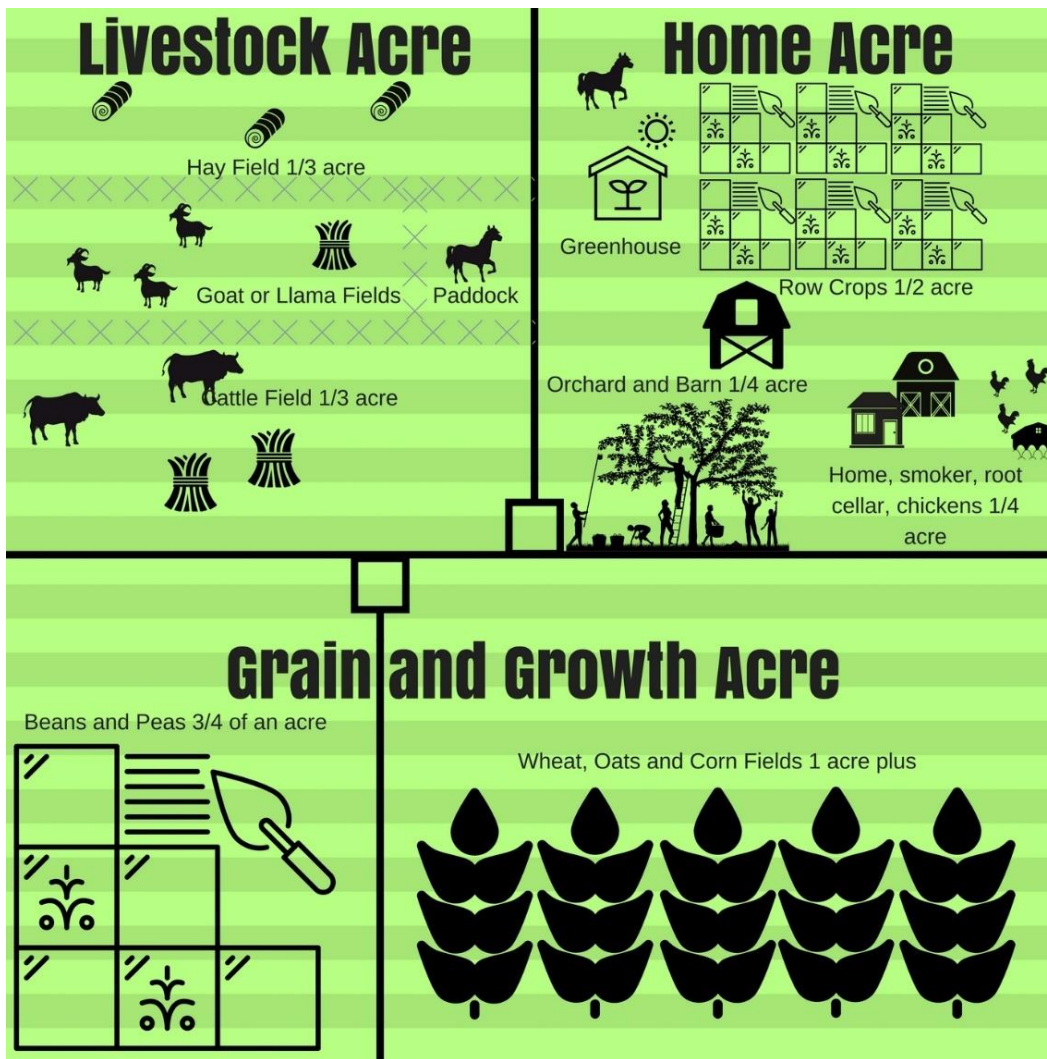 Livestock Acre
Hay Field 1/3 acre
Goat or Llama Fields
Paddock
Cattle Field 1/3 acre
Home Acre
Greenhouse
Row Crops 1/2 acre
Orchard and Barn 1/4 acre
Home, smoker, root
cellar, chickens 1/4
acre
Grain and Growth Acre
Beans and Peas 3/4 of an acre
Wheat, Oats and Corn Fields 1 acre plus